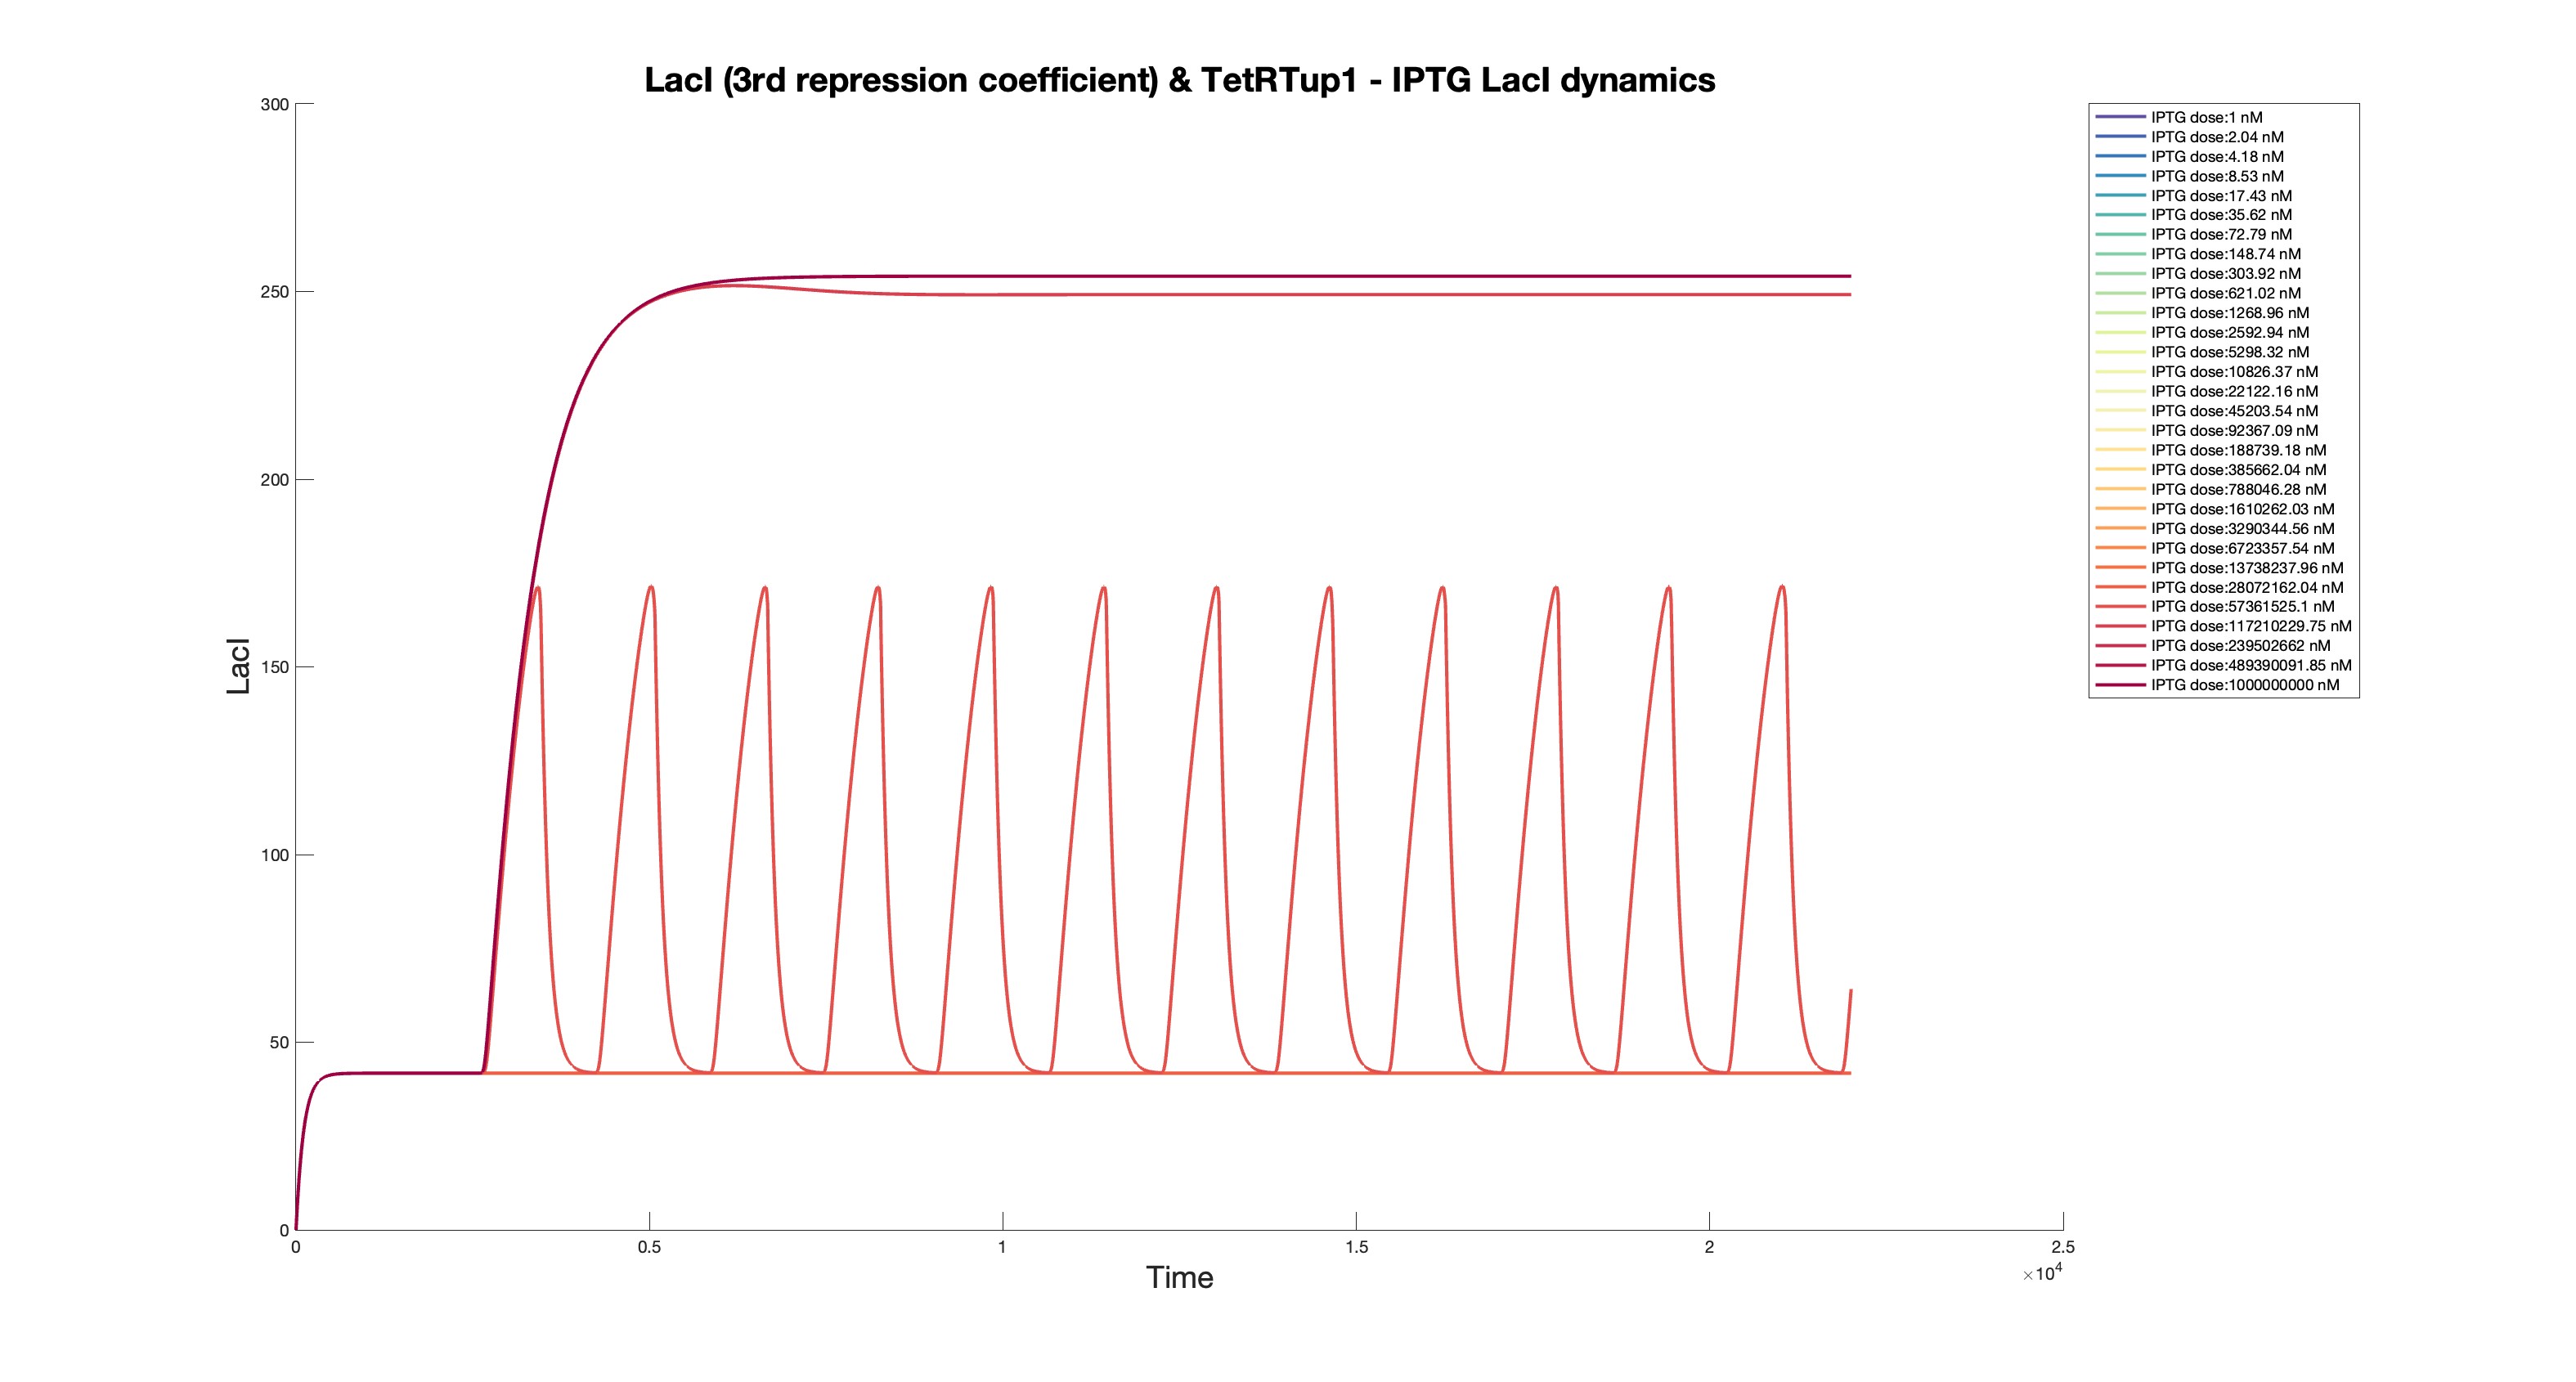 LacI (3rd repression coefficient) & TetRTup1 - IPTG LacI dynamics
300
250
200
150
100
50
0
LacI
0
0.5
1
1.5
2
2.5
×10⁴
Time
IPTG dose:1 nM
IPTG dose:2.04 nM
IPTG dose:4.18 nM
IPTG dose:8.53 nM
IPTG dose:17.43 nM
IPTG dose:35.62 nM
IPTG dose:72.79 nM
IPTG dose:148.74 nM
IPTG dose:303.92 nM
IPTG dose:621.02 nM
IPTG dose:1268.96 nM
IPTG dose:2592.94 nM
IPTG dose:5298.32 nM
IPTG dose:10826.37 nM
IPTG dose:22122.16 nM
IPTG dose:45203.54 nM
IPTG dose:92367.09 nM
IPTG dose:188739.18 nM
IPTG dose:385662.04 nM
IPTG dose:788046.28 nM
IPTG dose:1610262.03 nM
IPTG dose:3290344.56 nM
IPTG dose:6723357.54 nM
IPTG dose:13738237.96 nM
IPTG dose:28072162.04 nM
IPTG dose:57361525.1 nM
IPTG dose:117210229.75 nM
IPTG dose:239502662 nM
IPTG dose:489390091.85 nM
IPTG dose:1000000000 nM